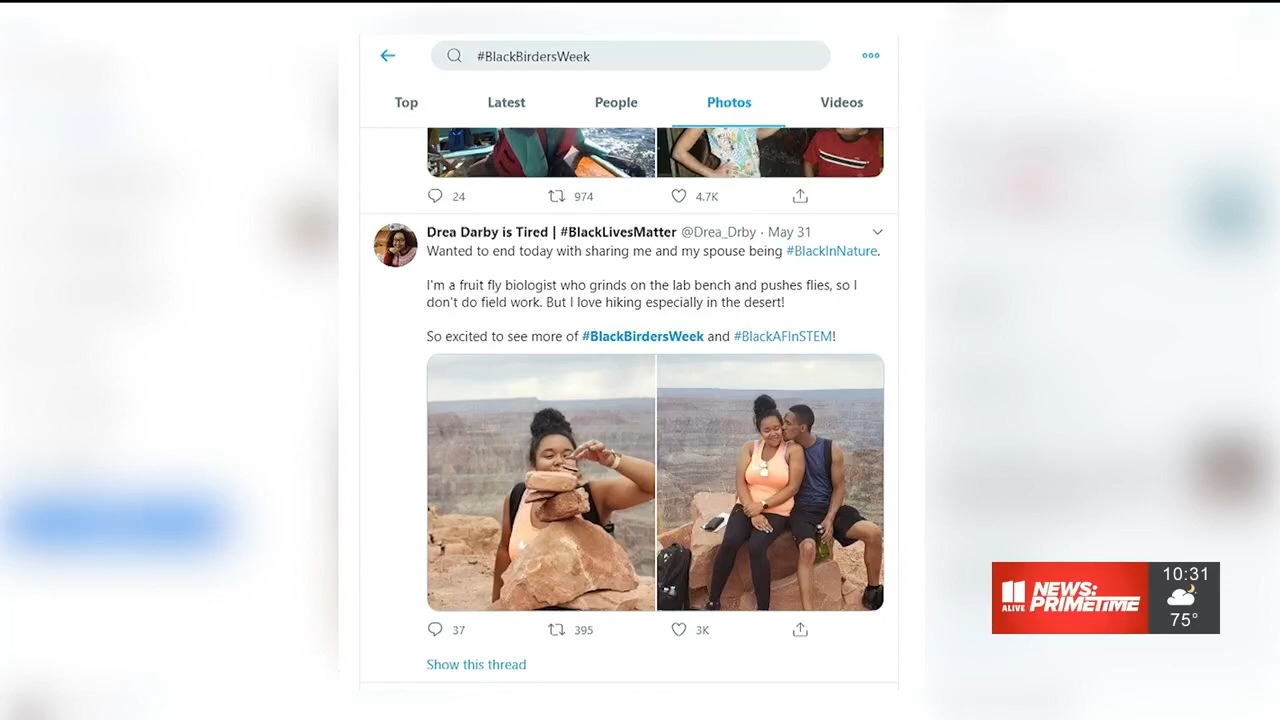 #BlackBirdersWeek
Top Latest People Photos Videos
24 974 4.7K
Drea Darby is Tired | #BlackLivesMatter @Drea_Drby · May 31
Wanted to end today with sharing me and my spouse being #BlackInNature.
I'm a fruit fly biologist who grinds on the lab bench and pushes flies, so I
don't do field work. But I love hiking especially in the desert!
So excited to see more of #BlackBirdersWeek and #BlackAFInSTEM!
37 395 3K
Show this thread
11 ALIVE NEWS: PRIMETIME
10:31
75°